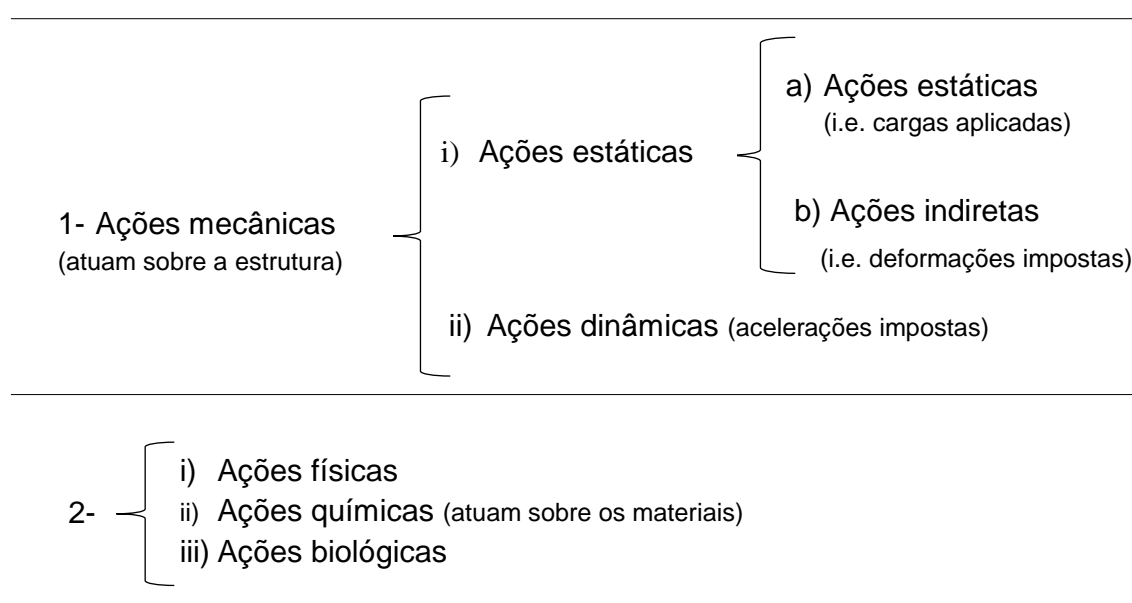 1- Ações mecânicas
(atuam sobre a estrutura)
i) Ações estáticas
a) Ações estáticas
(i.e. cargas aplicadas)
b) Ações indiretas
(i.e. deformações impostas)
ii) Ações dinâmicas (acelerações impostas)
2-
i) Ações físicas
ii) Ações químicas (atuam sobre os materiais)
iii) Ações biológicas